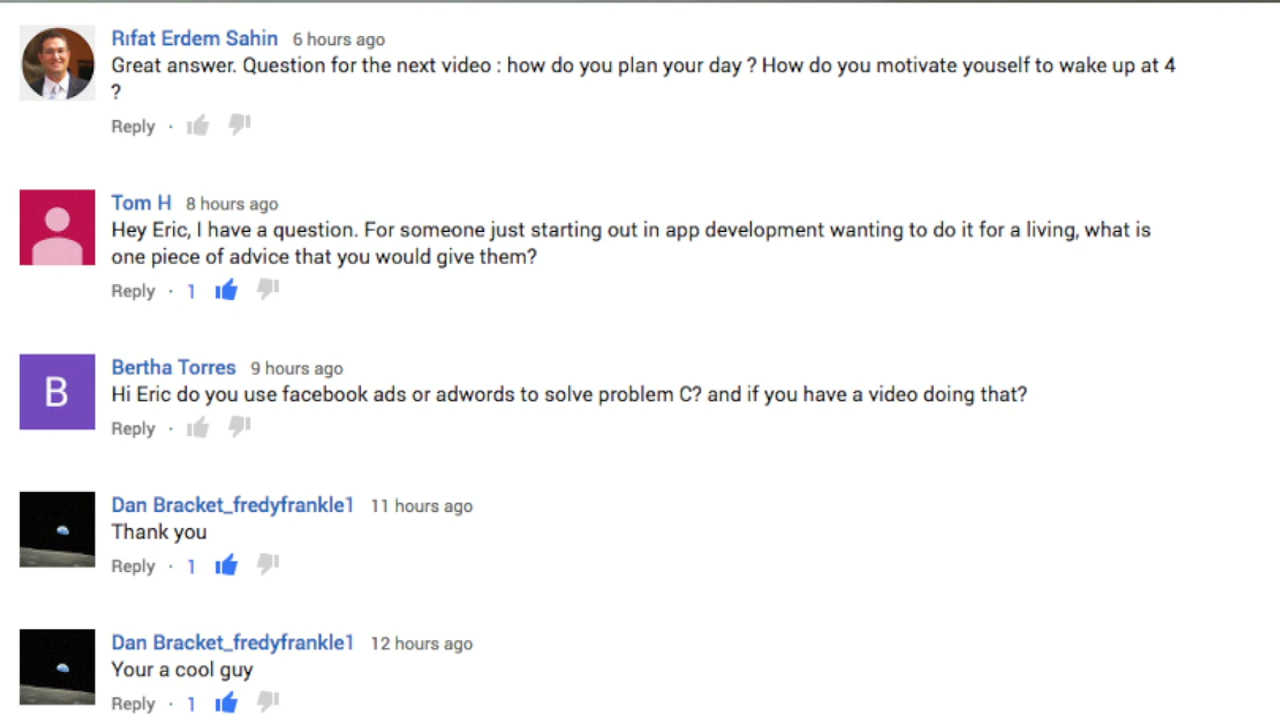 Rıfat Erdem Sahin 6 hours ago
Great answer. Question for the next video : how do you plan your day ? How do you motivate youself to wake up at 4
?
Reply ·
Tom H 8 hours ago
Hey Eric, I have a question. For someone just starting out in app development wanting to do it for a living, what is
one piece of advice that you would give them?
Reply · 1
B
Bertha Torres 9 hours ago
Hi Eric do you use facebook ads or adwords to solve problem C? and if you have a video doing that?
Reply ·
Dan Bracket_fredyfrankle1 11 hours ago
Thank you
Reply · 1
Dan Bracket_fredyfrankle1 12 hours ago
Your a cool guy
Reply · 1